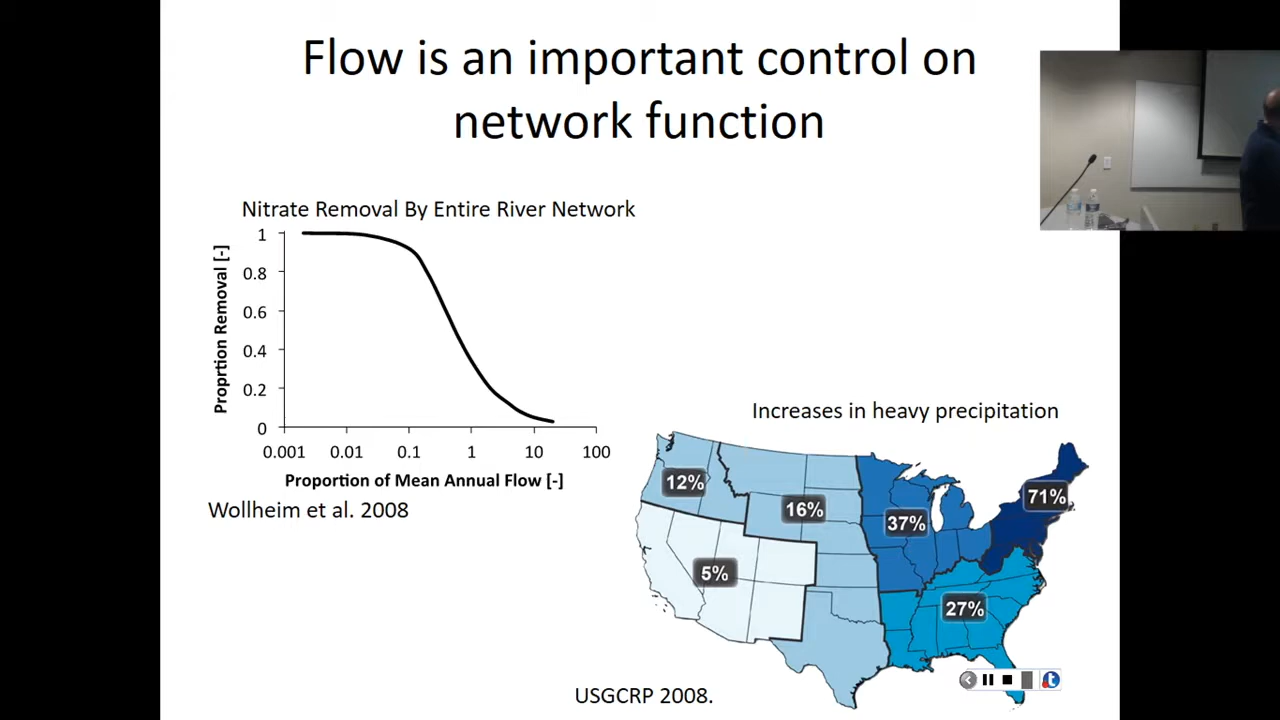 Flow is an important control on
network function
Nitrate Removal By Entire River Network
Proprtion Removal [-]
1
0.8
0.6
0.4
0.2
0
0.001 0.01 0.1 1 10 100
Proportion of Mean Annual Flow [-]
Wollheim et al. 2008
Increases in heavy precipitation
12%
16%
37%
71%
5%
27%
USGCRP 2008.